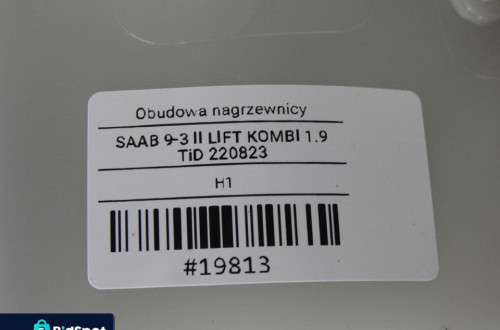 Obudowa nagrzewnicy
SAAB 9-3 II LIFT KOMBI 1.9
TiD 220823
H1
#19813